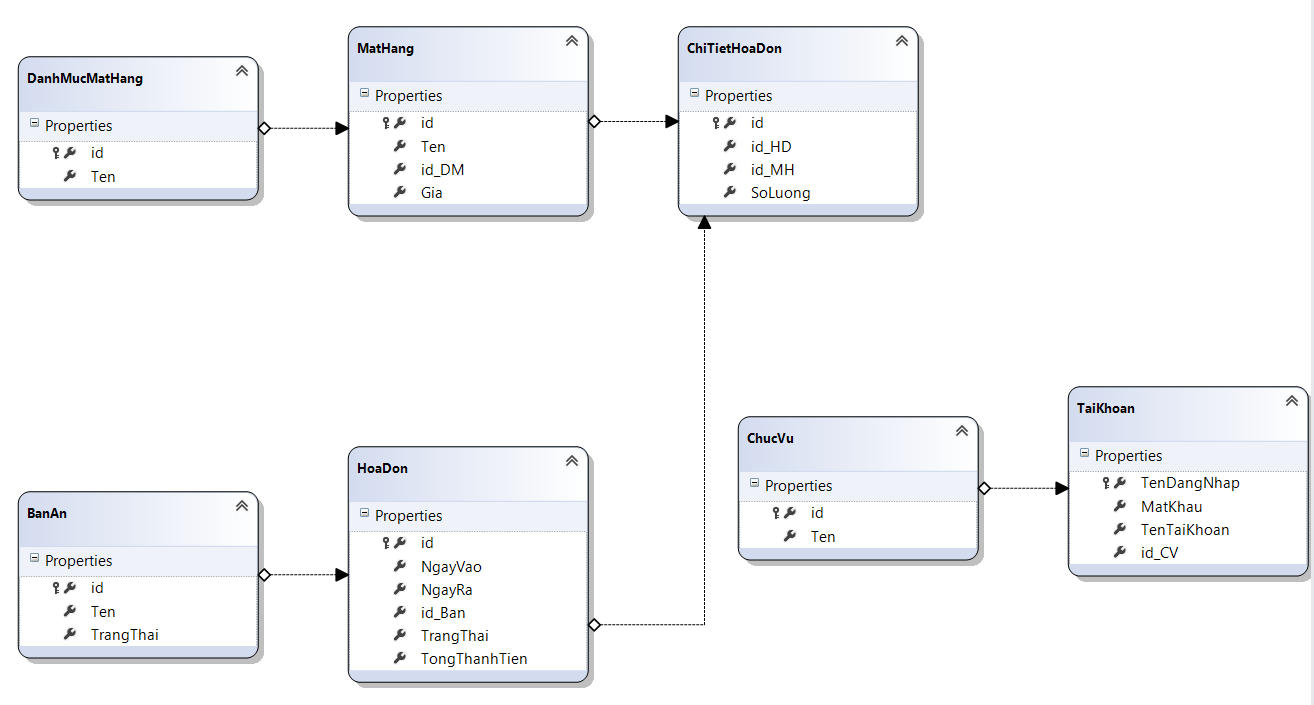 DanhMucMatHang
Properties
id
Ten
MatHang
Properties
id
Ten
id_DM
Gia
ChiTietHoaDon
Properties
id
id_HD
id_MH
SoLuong
BanAn
Properties
id
Ten
TrangThai
HoaDon
Properties
id
NgayVao
NgayRa
id_Ban
TrangThai
TongThanhTien
ChucVu
Properties
id
Ten
TaiKhoan
Properties
TenDangNhap
MatKhau
TenTaiKhoan
id_CV